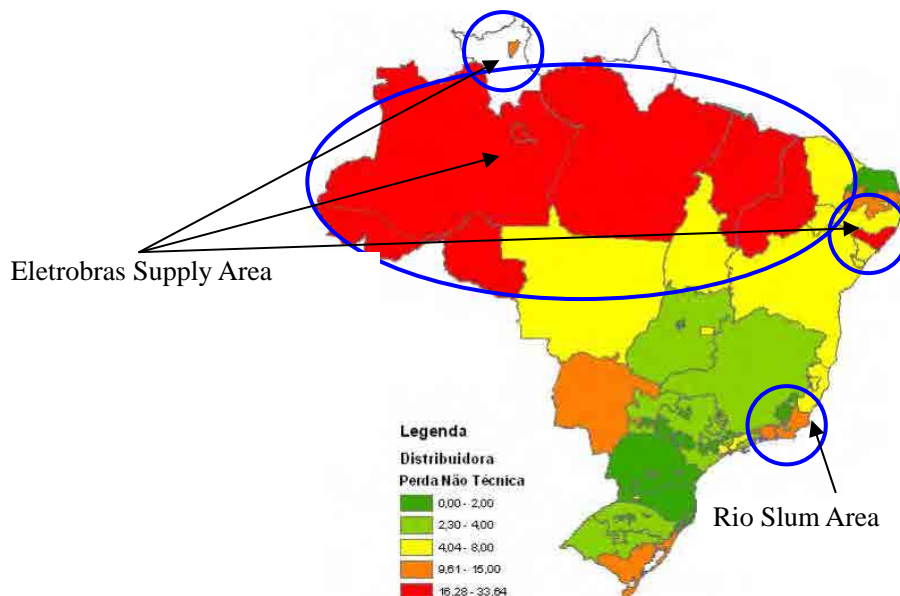 Eletrobras Supply Area
Rio Slum Area
Legenda
Distribuidora
Perda Não Técnica
0,00 - 2,00
2,30 - 4,00
4,04 - 8,00
9,61 - 15,00
16,28 - 33,64